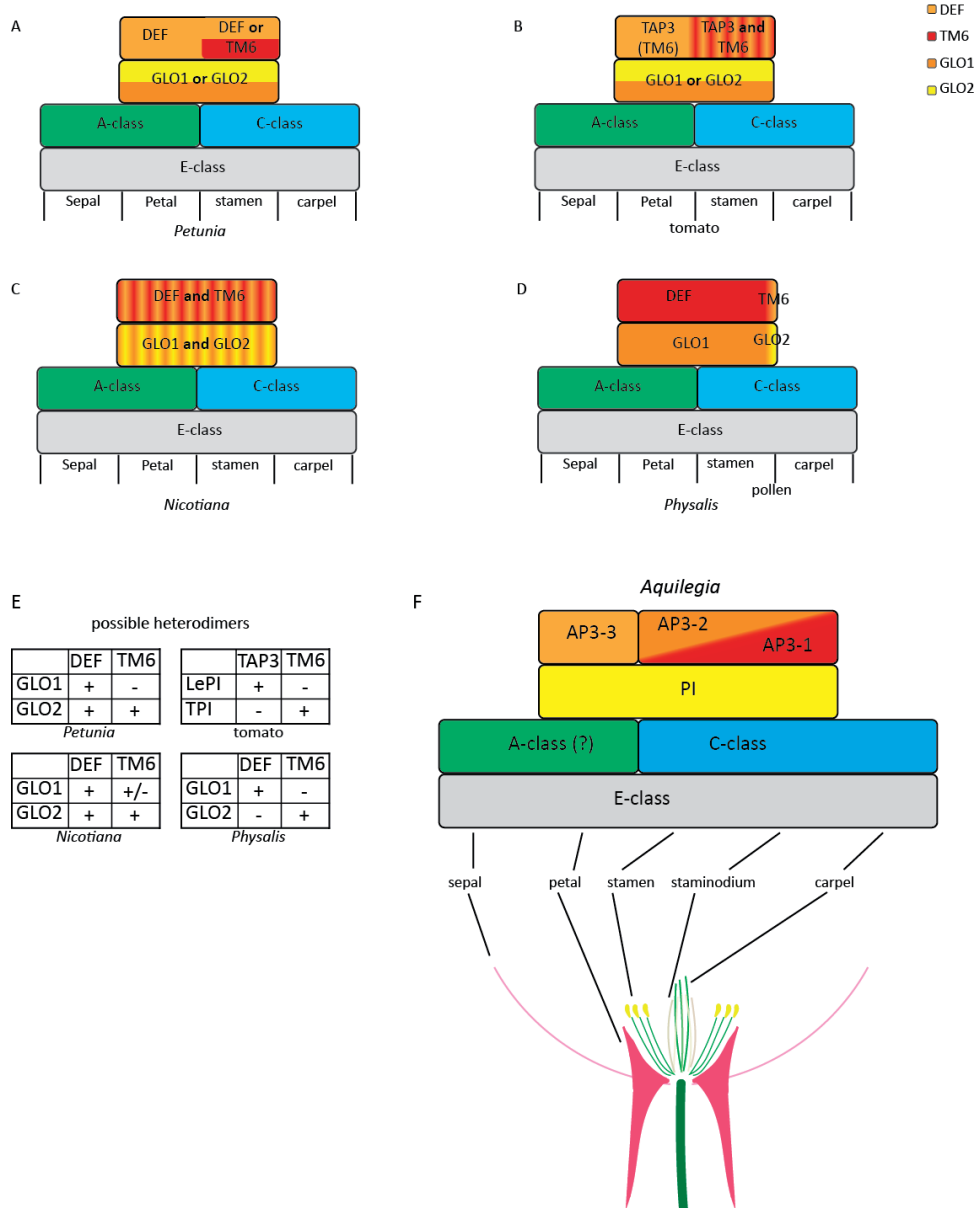 A
DEF
DEF or
TM6
GLO1 or GLO2
A-class
C-class
E-class
Sepal
Petal
stamen
carpel
Petunia
B
TAP3
(TM6)
TAP3 and
TM6
GLO1 or GLO2
A-class
C-class
E-class
Sepal
Petal
stamen
carpel
tomato
DEF
TM6
GLO1
GLO2
C
DEF and TM6
GLO1 and GLO2
A-class
C-class
E-class
Sepal
Petal
stamen
carpel
Nicotiana
D
DEF
TM6
GLO1
GLO2
A-class
C-class
E-class
Sepal
Petal
stamen
carpel
pollen
Physalis
E
possible heterodimers
DEF TM6
GLO1 + -
GLO2 + +
Petunia
TAP3 TM6
LePI + -
TPI - +
tomato
DEF TM6
GLO1 + +/-
GLO2 + +
Nicotiana
DEF TM6
GLO1 + -
GLO2 - +
Physalis
F
Aquilegia
AP3-3
AP3-2
AP3-1
PI
A-class (?)
C-class
E-class
sepal
petal
stamen
staminodium
carpel